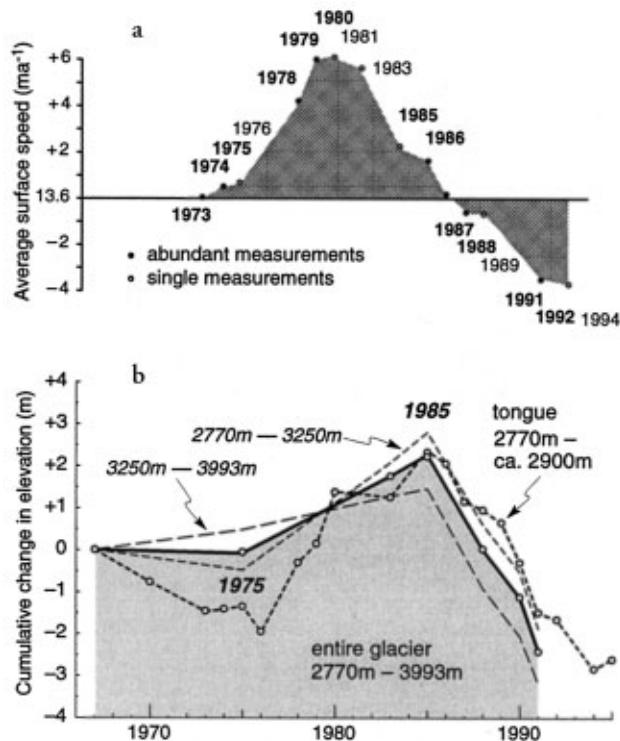 a
Average surface speed (ma⁻¹)
+6
+4
+2
13.6
−2
−4
1973
1974
1975
1976
1978
1979
1980
1981
1983
1985
1986
1987
1988
1989
1991
1992
1994
abundant measurements
single measurements
b
Cumulative change in elevation (m)
+4
+3
+2
+1
0
−1
−2
−3
−4
2770m — 3250m
3250m — 3993m
1985
tongue
2770m –
ca. 2900m
1975
entire glacier
2770m – 3993m
1970
1980
1990